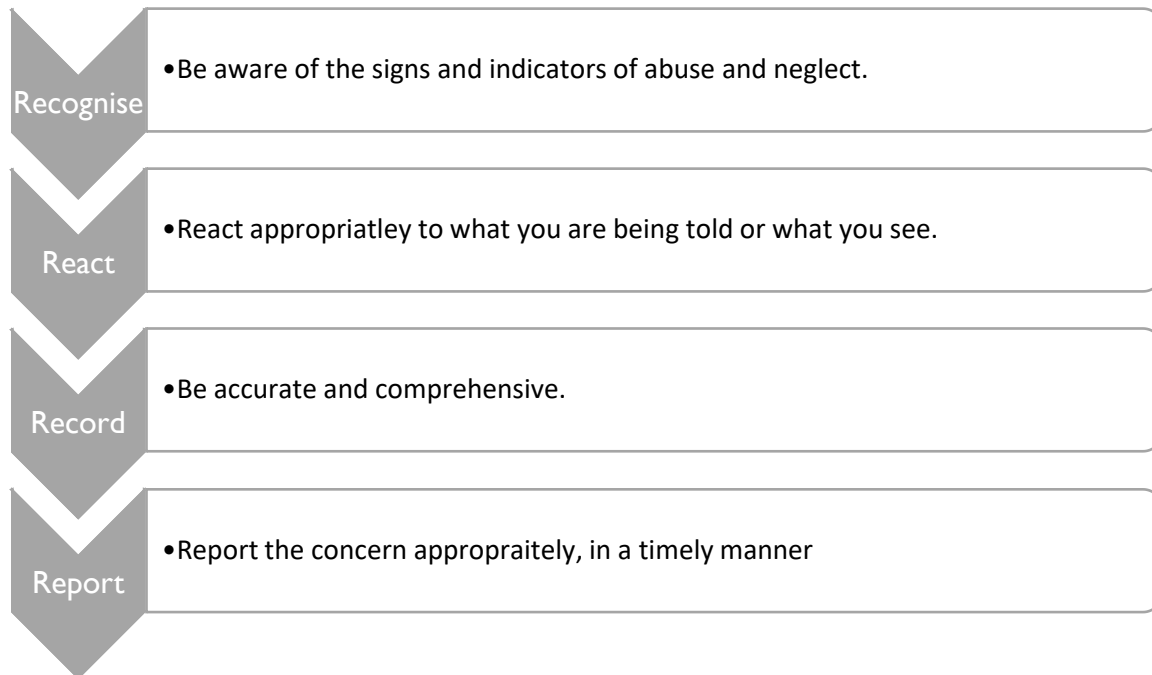 Recognise
•Be aware of the signs and indicators of abuse and neglect.
React
•React appropriatley to what you are being told or what you see.
Record
•Be accurate and comprehensive.
Report
•Report the concern appropraitely, in a timely manner